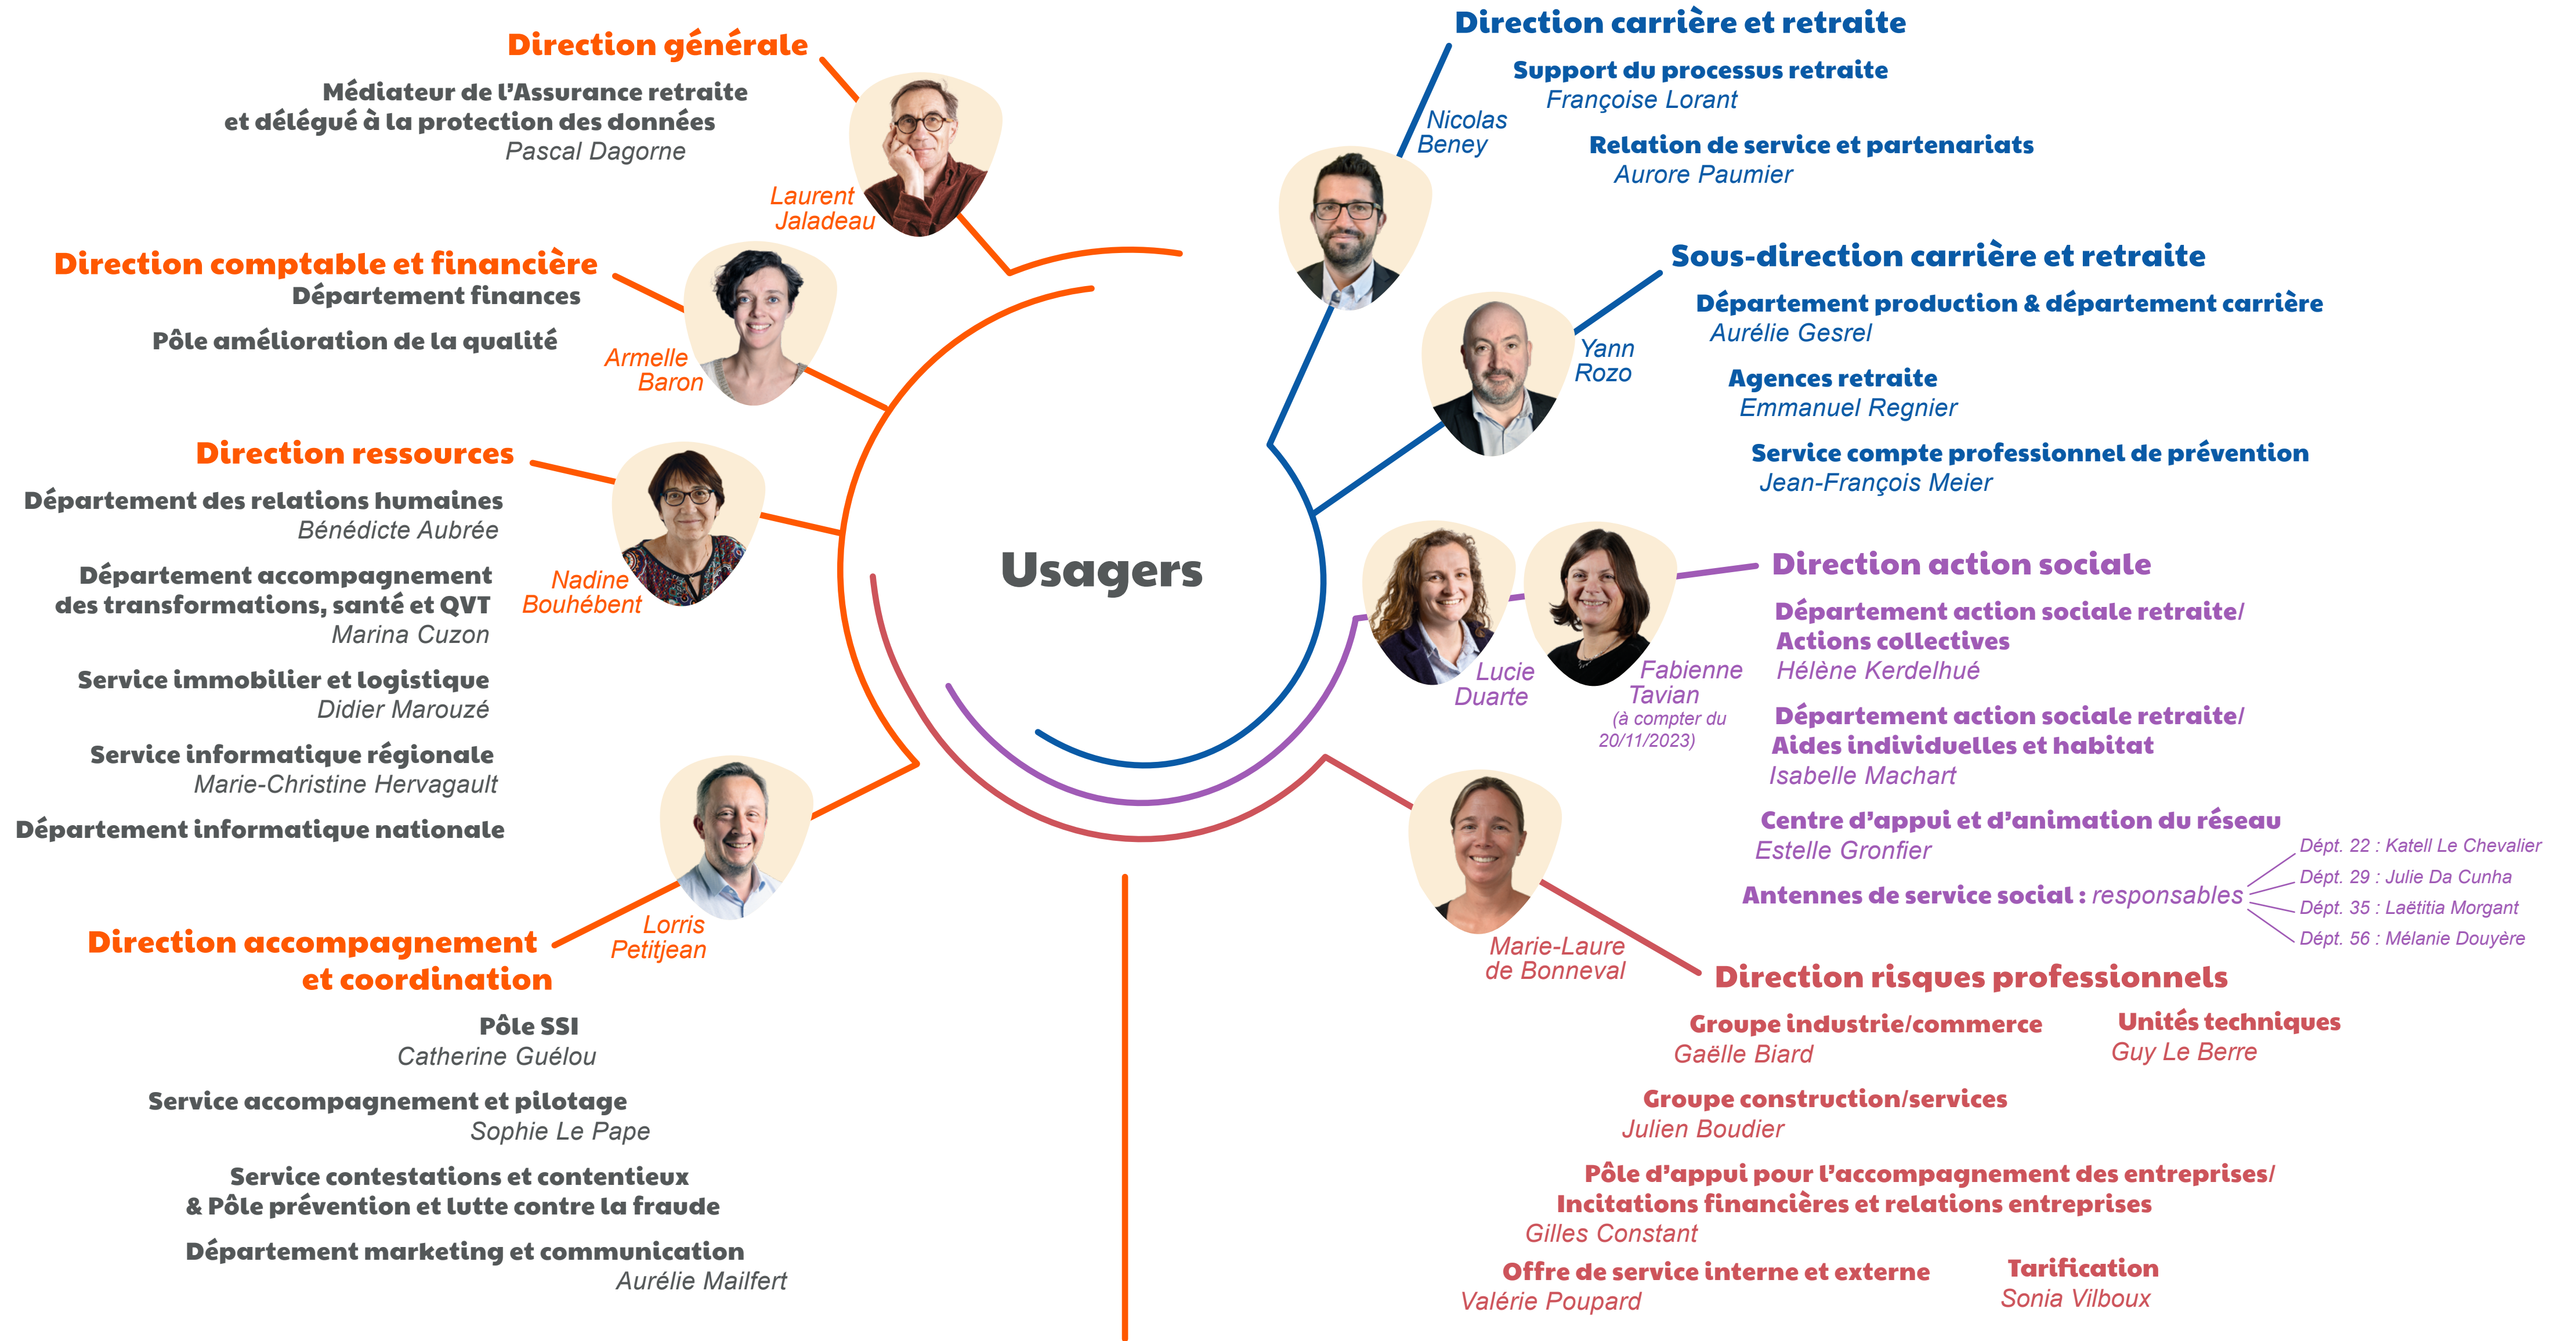 Direction générale
Médiateur de l’Assurance retraite
et délégué à la protection des données
Pascal Dagorne
Laurent
Jaladeau
Direction comptable et financière
Département finances
Pôle amélioration de la qualité
Armelle
Baron
Direction ressources
Département des relations humaines
Bénédicte Aubrée
Département accompagnement
des transformations, santé et QVT
Marina Cuzon
Service immobilier et logistique
Didier Marouzé
Service informatique régionale
Marie-Christine Hervagault
Département informatique nationale
Nadine
Bouhébent
Lorris
Petitjean
Direction accompagnement
et coordination
Pôle SSI
Catherine Guélou
Service accompagnement et pilotage
Sophie Le Pape
Service contestations et contentieux
& Pôle prévention et lutte contre la fraude
Département marketing et communication
Aurélie Mailfert
Usagers
Direction carrière et retraite
Support du processus retraite
Françoise Lorant
Relation de service et partenariats
Aurore Paumier
Nicolas
Beney
Sous-direction carrière et retraite
Département production & département carrière
Aurélie Gesrel
Agences retraite
Emmanuel Regnier
Service compte professionnel de prévention
Jean-François Meier
Yann
Rozo
Direction action sociale
Département action sociale retraite/
Actions collectives
Hélène Kerdelhué
Département action sociale retraite/
Aides individuelles et habitat
Isabelle Machart
Centre d’appui et d’animation du réseau
Estelle Gronfier
Antennes de service social : responsables
Dépt. 22 : Katell Le Chevalier
Dépt. 29 : Julie Da Cunha
Dépt. 35 : Laëtitia Morgant
Dépt. 56 : Mélanie Douyère
Lucie
Duarte
Fabienne
Tavian
(à compter du
20/11/2023)
Marie-Laure
de Bonneval
Direction risques professionnels
Groupe industrie/commerce
Gaëlle Biard
Unités techniques
Guy Le Berre
Groupe construction/services
Julien Boudier
Pôle d’appui pour l’accompagnement des entreprises/
Incitations financières et relations entreprises
Gilles Constant
Offre de service interne et externe
Valérie Poupard
Tarification
Sonia Vilboux